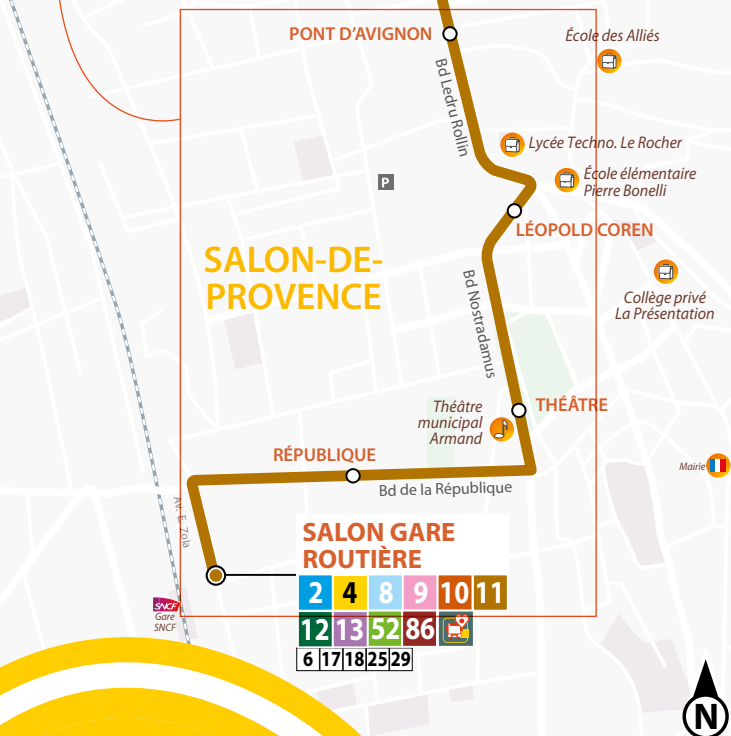 PONT D'AVIGNON
École des Alliés
Bd Ledru Rollin
Lycée Techno. Le Rocher
École élémentaire
Pierre Bonelli
P
LÉOPOLD COREN
SALON-DE-
PROVENCE
Collège privé
La Présentation
Bd Nostradamus
Théâtre
municipal
Armand
THÉÂTRE
RÉPUBLIQUE
Mairie
Bd de la République
Av. E. Zola
SALON GARE
ROUTIÈRE
2 4 8 9 10 11
12 13 52 86
6 17 18 25 29
SNCF
Gare
SNCF
N